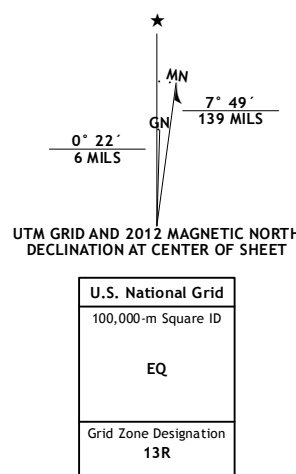 ★
MN
7° 49´
139 MILS
GN
0° 22´
6 MILS
UTM GRID AND 2012 MAGNETIC NORTH
DECLINATION AT CENTER OF SHEET
U.S. National Grid
100,000-m Square ID
EQ
Grid Zone Designation
13R